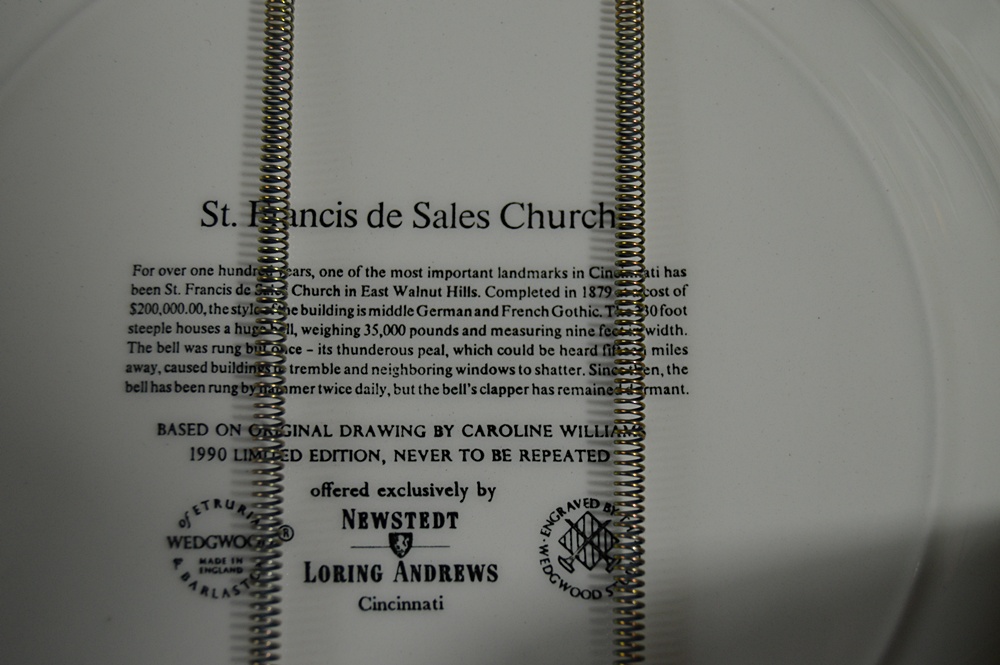 St. Francis de Sales Church
For over one hundred years, one of the most important landmarks in Cincinnati has
been St. Francis de Sales Church in East Walnut Hills. Completed in 1879 at a cost of
$200,000.00, the style of the building is middle German and French Gothic. The foot
steeple houses a huge bell, weighing 35,000 pounds and measuring nine feet in width.
The bell was rung but once – its thunderous peal, which could be heard fifteen miles
away, caused buildings to tremble and neighboring windows to shatter. Since then, the
bell has been rung by hammer twice daily, but the bell's clapper has remained dormant.
BASED ON ORIGINAL DRAWING BY CAROLINE WILLIAMS
1990 LIMITED EDITION, NEVER TO BE REPEATED
offered exclusively by
NEWSTEDT
LORING ANDREWS
Cincinnati
of ETRURIA
WEDGWOOD ®
MADE IN
ENGLAND
& BARLASTON
ENGRAVED BY
WEDGWOOD